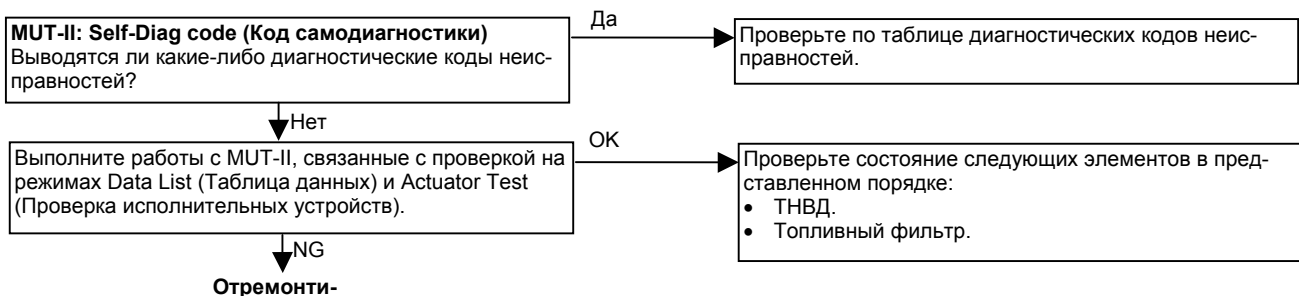 MUT-II: Self-Diag code (Код самодиагностики)
Выводятся ли какие-либо диагностические коды неис-
правностей?
Да
Проверьте по таблице диагностических кодов неис-
правностей.
Нет
Выполните работы с MUT-II, связанные с проверкой на
режимах Data List (Таблица данных) и Actuator Test
(Проверка исполнительных устройств).
OK
Проверьте состояние следующих элементов в пред-
ставленном порядке:
• ТНВД.
• Топливный фильтр.
NG
Отремонти-